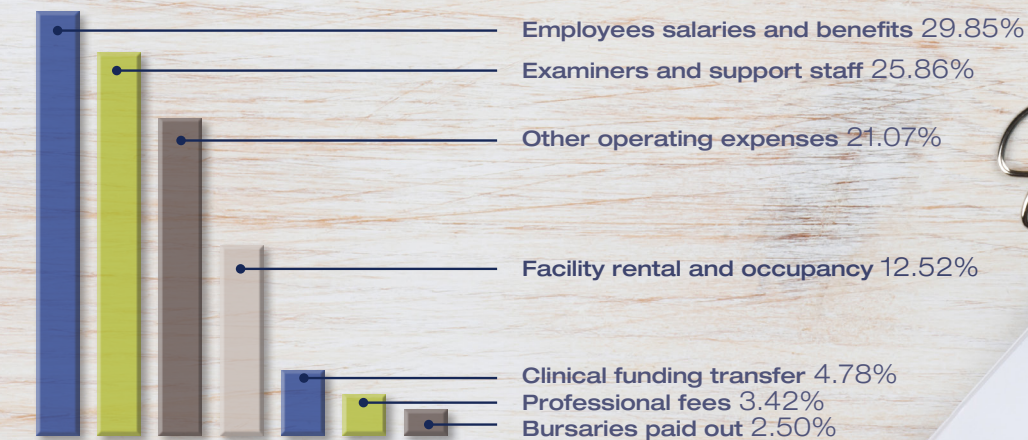 Employees salaries and benefits 29.85%
Examiners and support staff 25.86%
Other operating expenses 21.07%
Facility rental and occupancy 12.52%
Clinical funding transfer 4.78%
Professional fees 3.42%
Bursaries paid out 2.50%